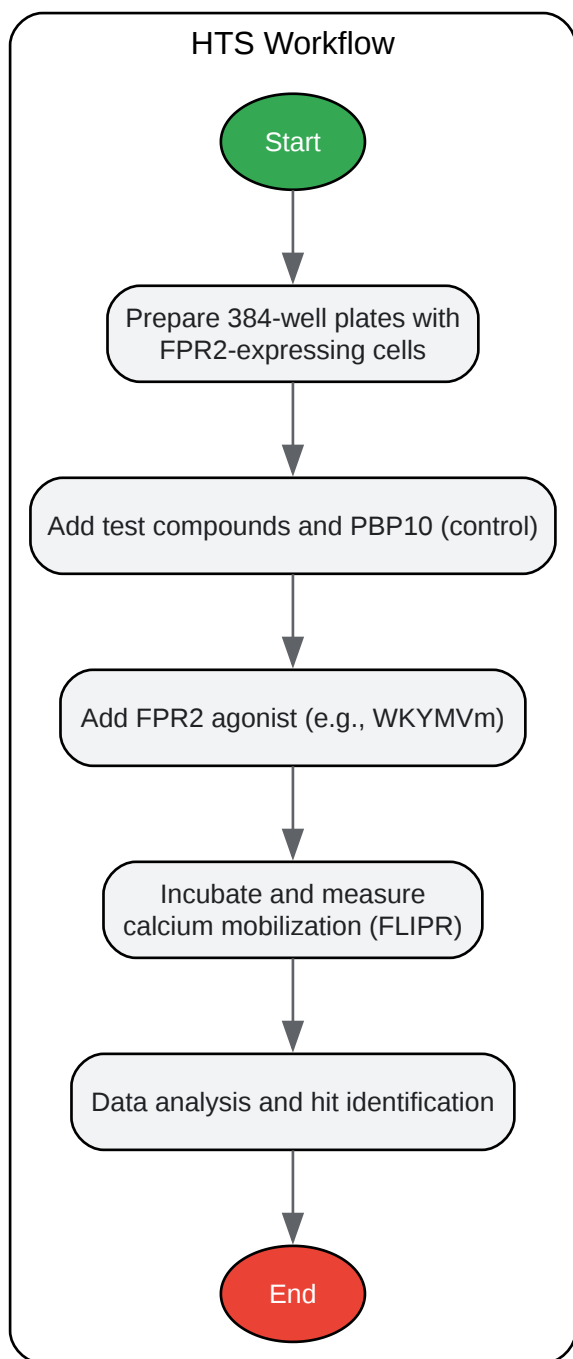 HTS Workflow
Start
Prepare 384-well plates with
FPR2-expressing cells
Add test compounds and PBP10 (control)
Add FPR2 agonist (e.g., WKYMVm)
Incubate and measure
calcium mobilization (FLIPR)
Data analysis and hit identification
End